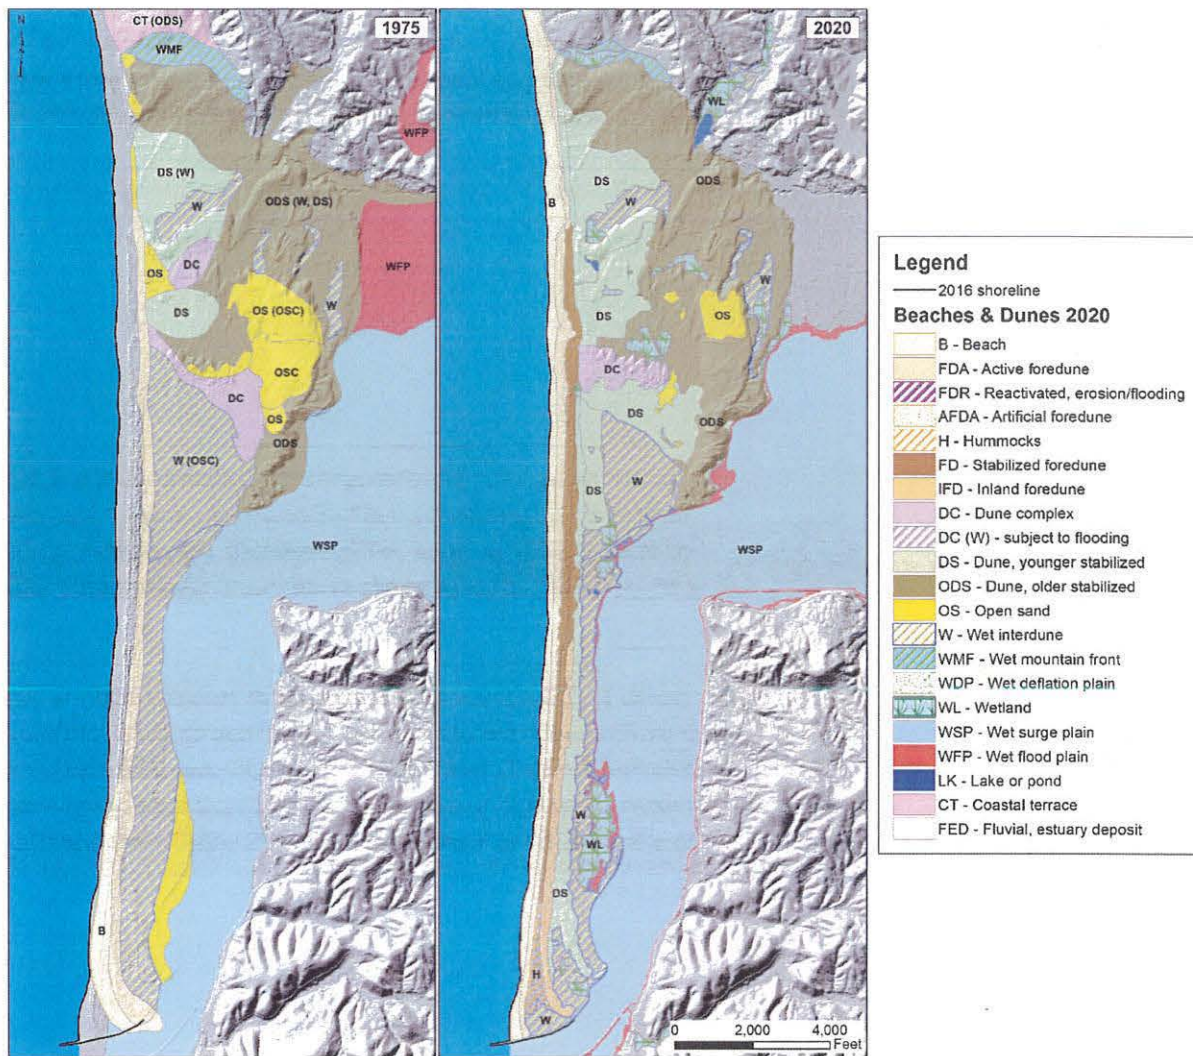 N
1975
CT (ODS)
WMF
WFP
DS (W)
W
ODS (W, DS)
WFP
DC
OS
DS
OS (OSC)
W
OSC
DC
OS
ODS
W (OSC)
WSP
B
2020
WL
DS
ODS
B
W
W
OS
DS
DC
DS
ODS
W
DS
WSP
W
WL
DS
H
W
0 2,000 4,000
Feet
Legend
2016 shoreline
Beaches & Dunes 2020
B - Beach
FDA - Active foredune
FDR - Reactivated, erosion/flooding
AFDA - Artificial foredune
H - Hummocks
FD - Stabilized foredune
IFD - Inland foredune
DC - Dune complex
DC (W) - subject to flooding
DS - Dune, younger stabilized
ODS - Dune, older stabilized
OS - Open sand
W - Wet interdune
WMF - Wet mountain front
WDP - Wet deflation plain
WL - Wetland
WSP - Wet surge plain
WFP - Wet flood plain
LK - Lake or pond
CT - Coastal terrace
FED - Fluvial, estuary deposit